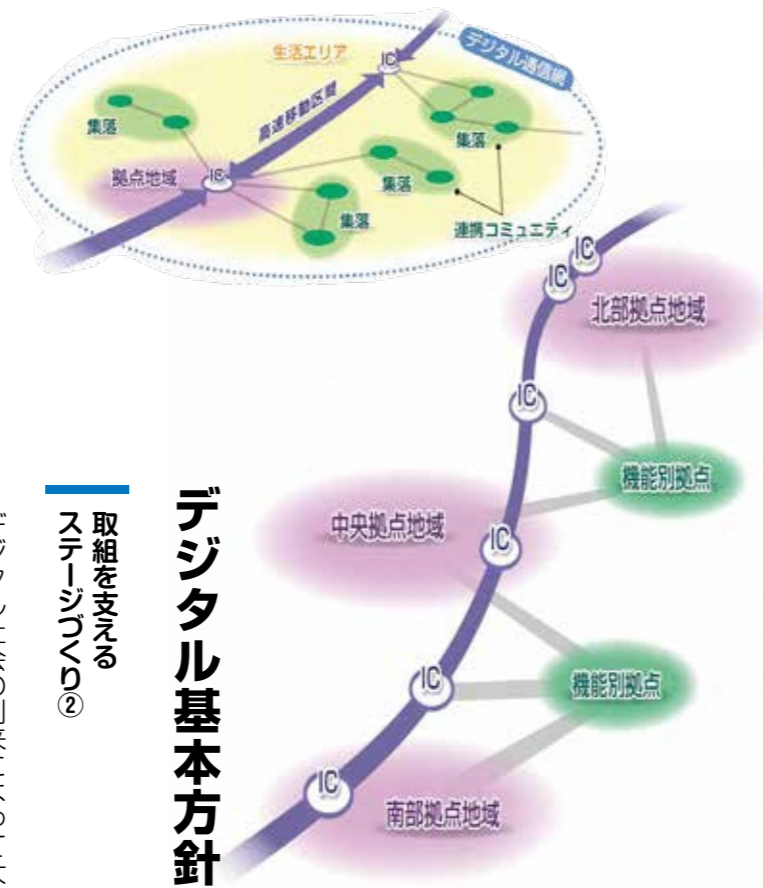 生活エリア
デジタル通信網
IC
高速移動区間
集落
集落
拠点地域
IC
集落
集落
連携コミュニティ
IC
IC
北部拠点地域
IC
機能別拠点
中央拠点地域
IC
機能別拠点
IC
IC
南部拠点地域
デジタル基本方針
取組を支える
ステージづくり②